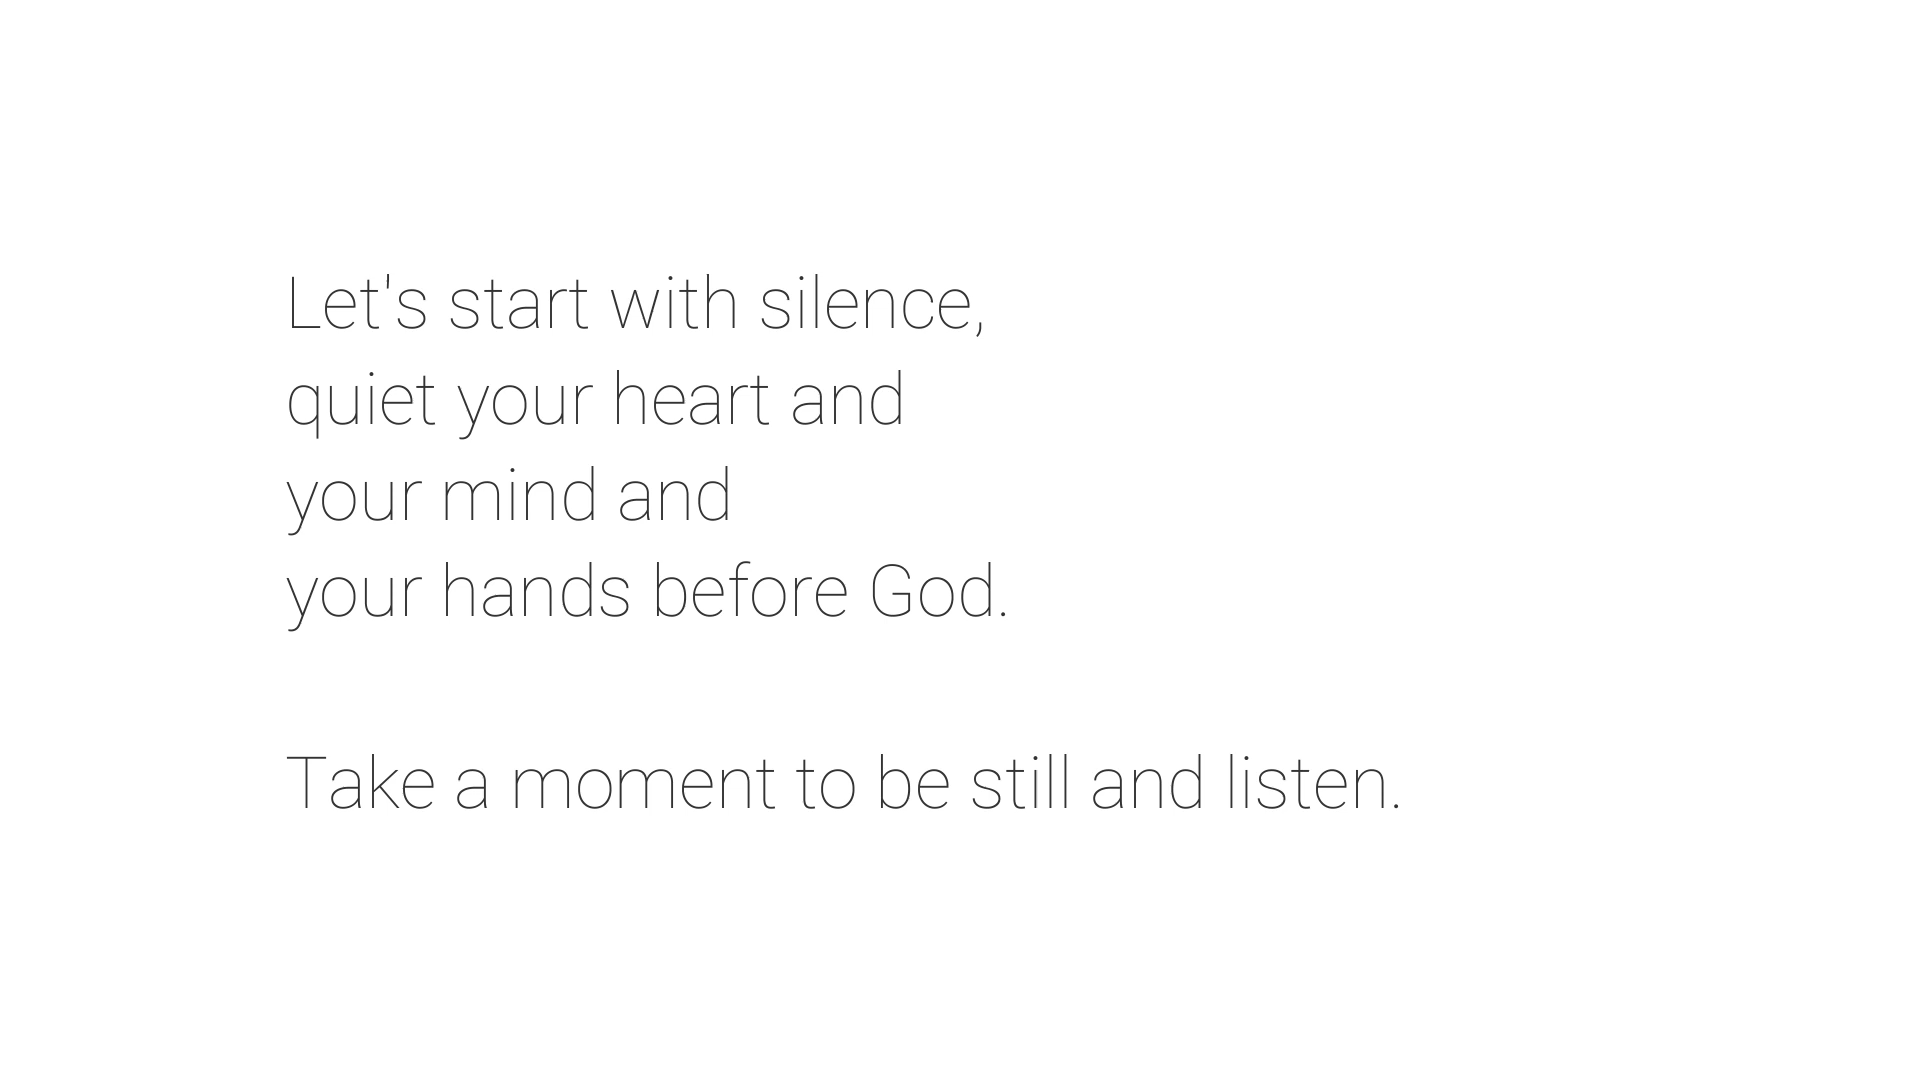 Let's start with silence,
quiet your heart and
your mind and
your hands before God.
Take a moment to be still and listen.